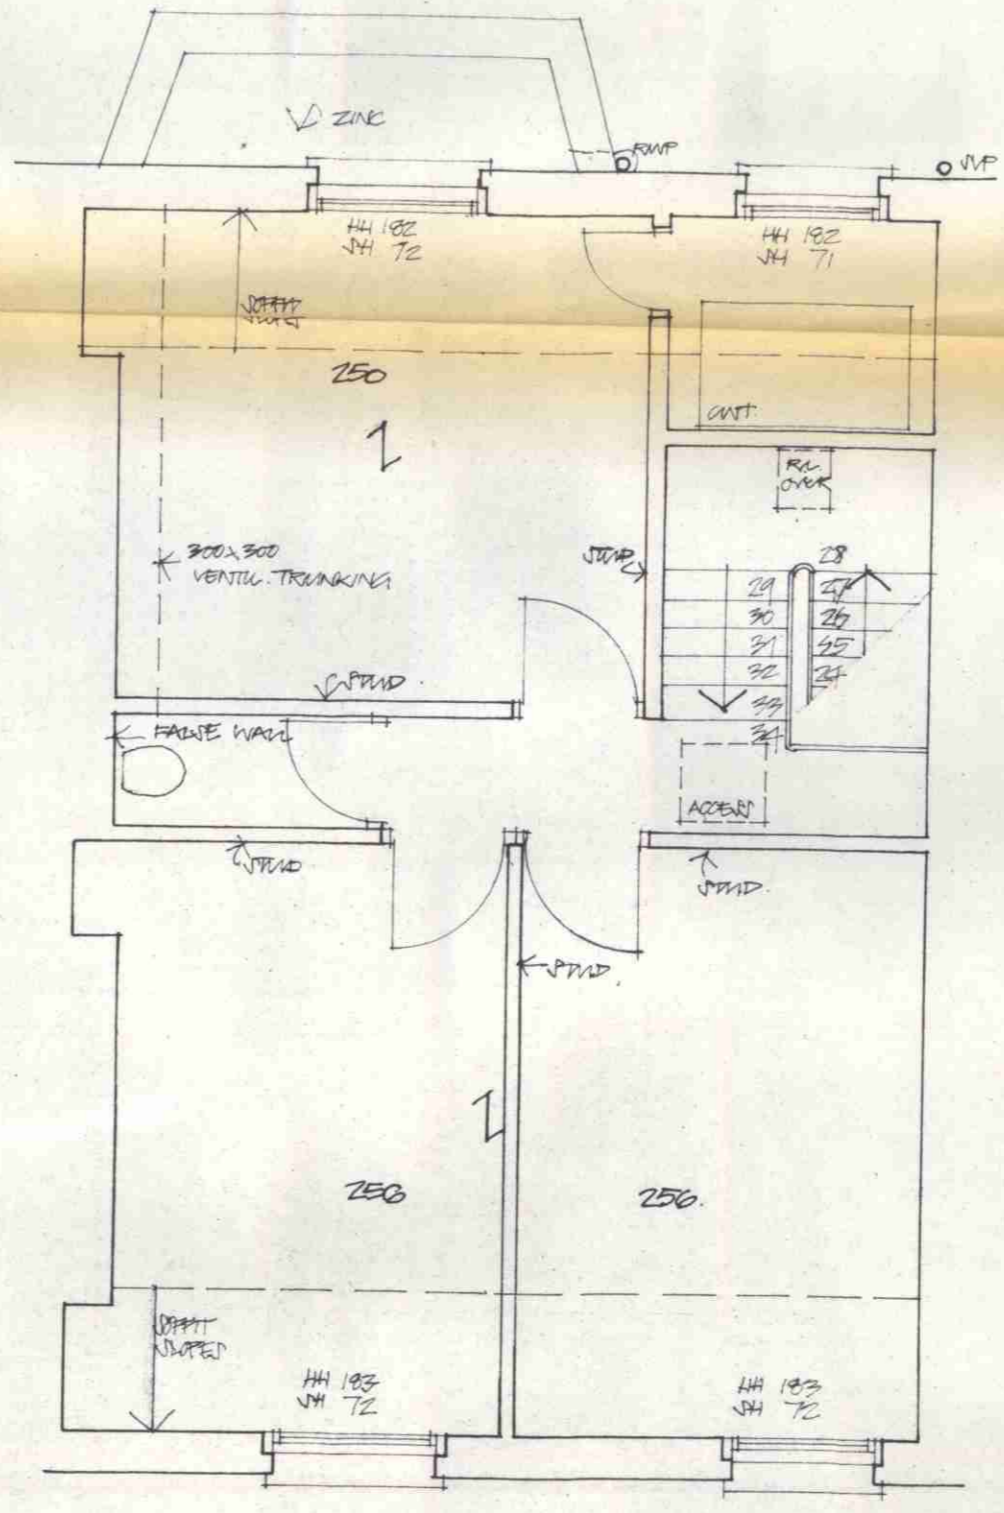 ZINC
RWP
SVP
HH 182
SH 72
HH 182
SH 71
SOFFIT
SLOPES
250
CWT.
R.L.
OVER
300x300
VENTIL. TRUNKING
STUD
28
29 27
30 26
31 25
32 24
33
34
STUD.
FALSE WALL
ACCESS
STUD
STUD.
STUD.
256
256.
SOFFIT
SLOPES
HH 183
SH 72
HH 183
SH 72